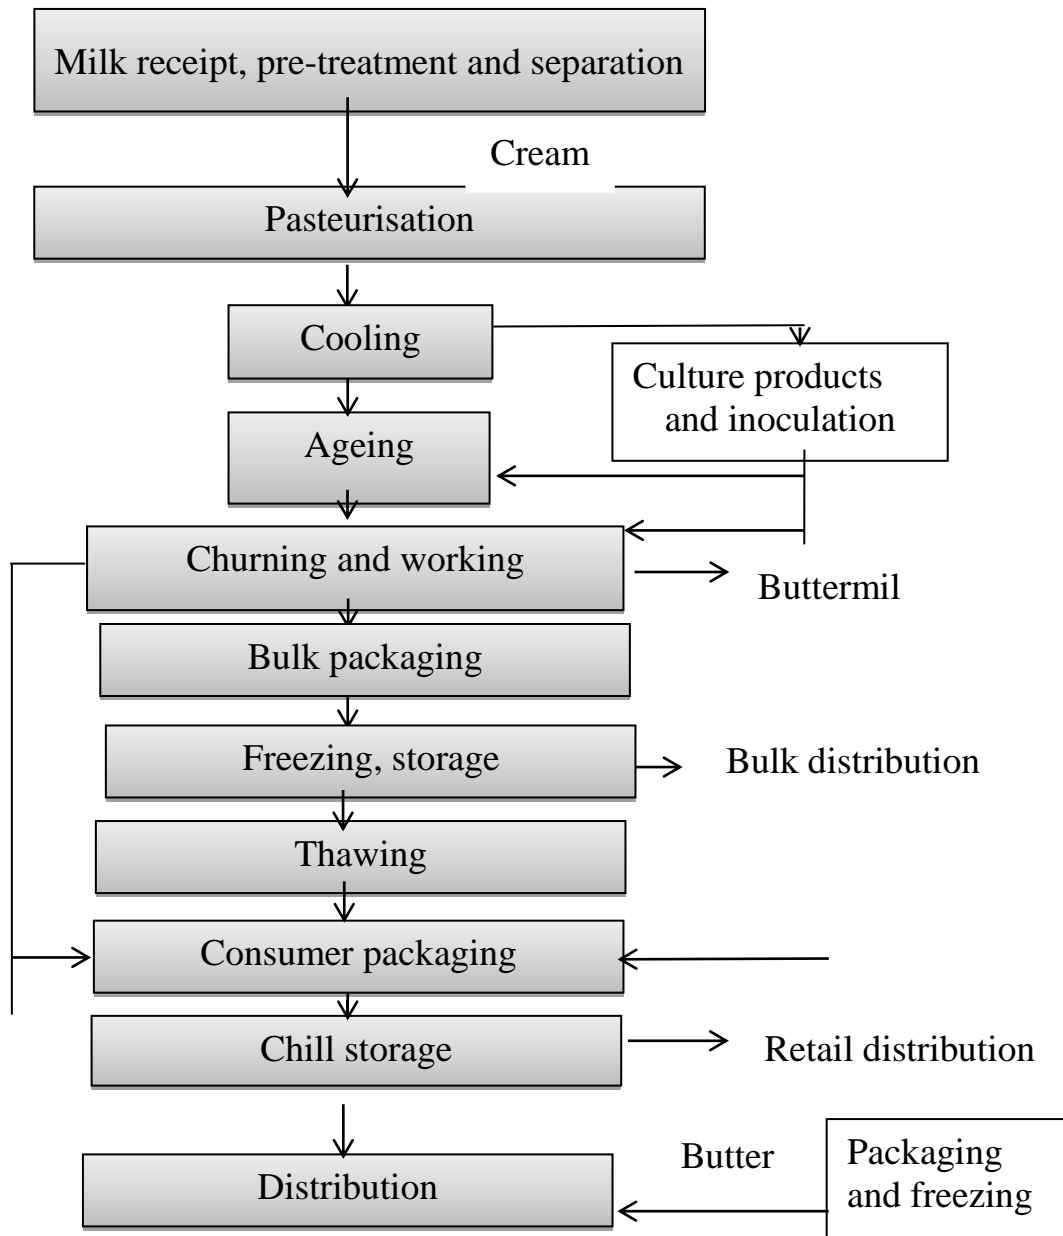 Milk receipt, pre-treatment and separation
Cream
Pasteurisation
Cooling
Culture products
and inoculation
Ageing
Churning and working
Buttermil
Bulk packaging
Freezing, storage
Bulk distribution
Thawing
Consumer packaging
Chill storage
Retail distribution
Butter
Packaging
and freezing
Distribution